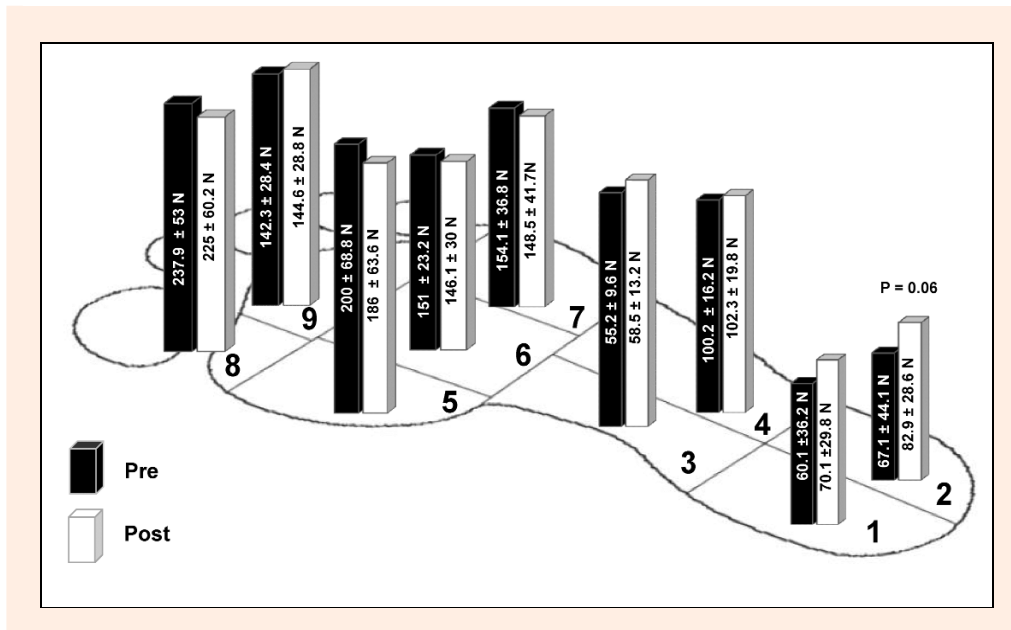 237.9 ± 53 N
225 ± 60.2 N
142.3 ± 28.4 N
144.6 ± 28.8 N
200 ± 68.8 N
186 ± 63.6 N
151 ± 23.2 N
146.1 ± 30 N
154.1 ± 36.8 N
148.5 ± 41.7N
55.2 ± 9.6 N
58.5 ± 13.2 N
100.2 ± 16.2 N
102.3 ± 19.8 N
60.1 ±36.2 N
70.1 ±29.8 N
67.1 ± 44.1 N
82.9 ± 28.6 N
P = 0.06
9
8
7
6
5
4
3
2
1
Pre
Post